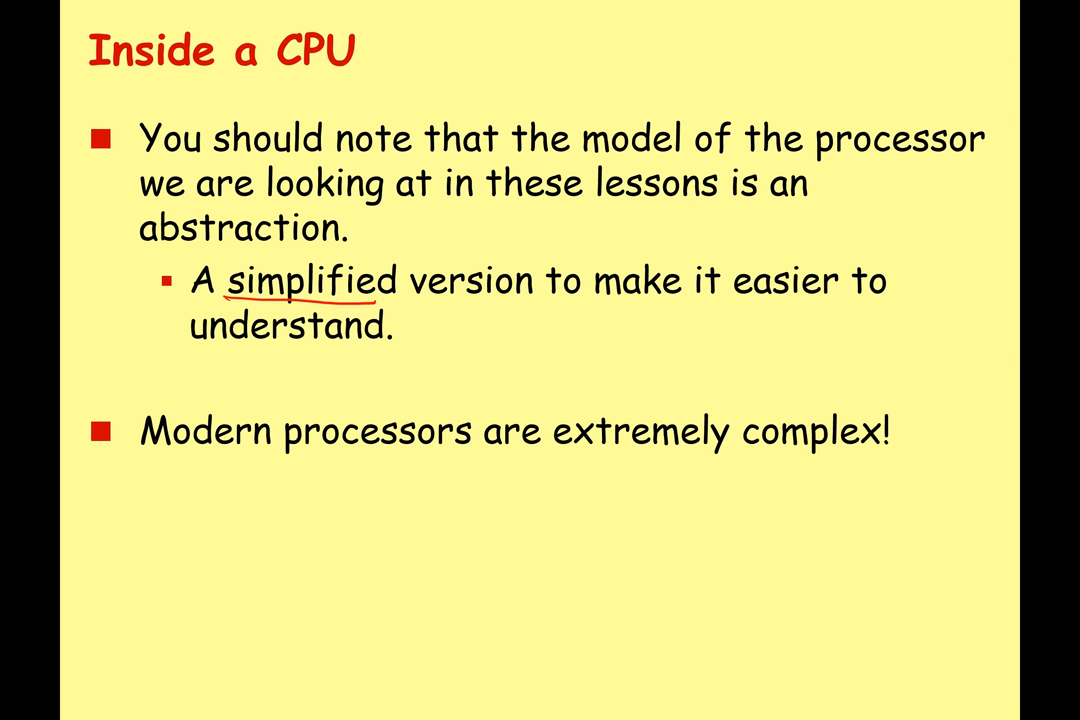 Inside a CPU
You should note that the model of the processor
we are looking at in these lessons is an
abstraction.
A simplified version to make it easier to
understand.
Modern processors are extremely complex!